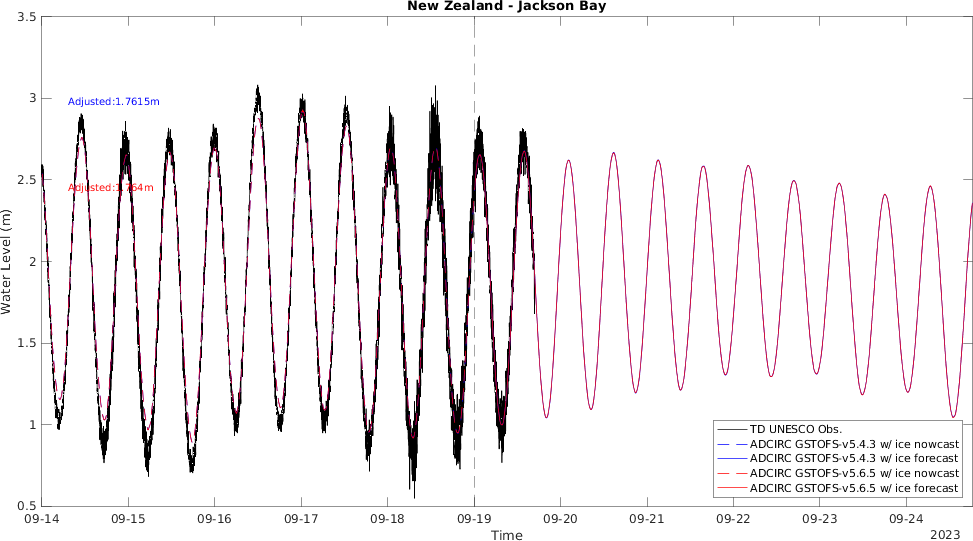 New Zealand - Jackson Bay
3.5
3
2.5
2
1.5
1
0.5
Water Level (m)
Adjusted:1.7615m
Adjusted:1.764m
TD UNESCO Obs.
ADCIRC GSTOFS-v5.4.3 w/ ice nowcast
ADCIRC GSTOFS-v5.4.3 w/ ice forecast
ADCIRC GSTOFS-v5.6.5 w/ ice nowcast
ADCIRC GSTOFS-v5.6.5 w/ ice forecast
09-14 09-15 09-16 09-17 09-18 09-19 09-20 09-21 09-22 09-23 09-24
Time
2023